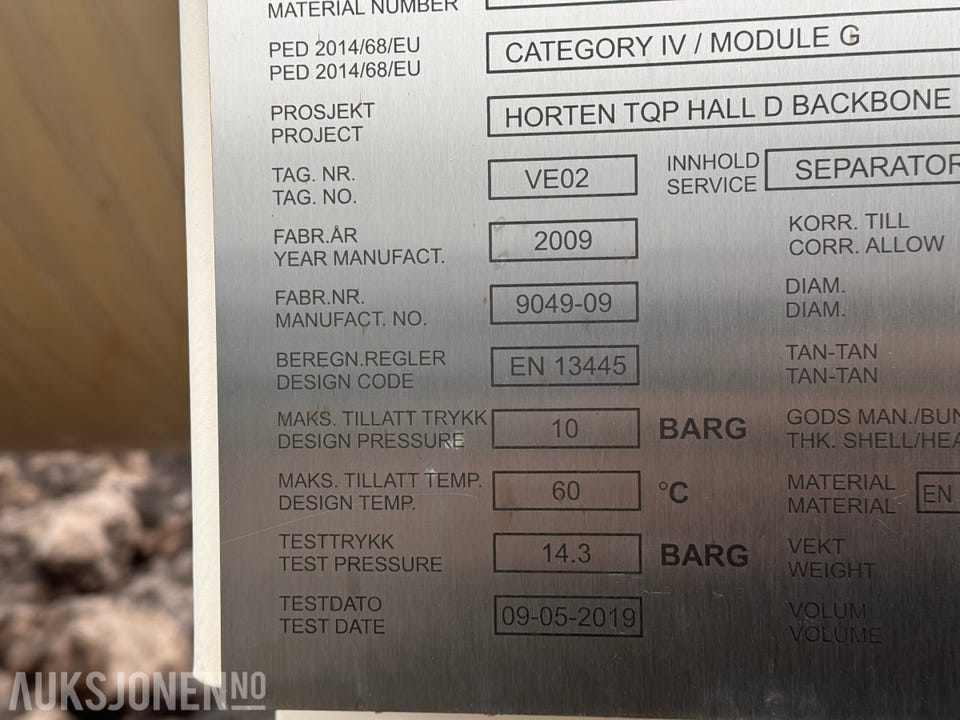 MATERIAL NUMBER
PED 2014/68/EU
PED 2014/68/EU
CATEGORY IV / MODULE G
PROSJEKT
PROJECT
HORTEN TQP HALL D BACKBONE
TAG. NR.
TAG. NO.
VE02
INNHOLD
SERVICE
SEPARATOR
FABR.ÅR
YEAR MANUFACT.
2009
KORR. TILL
CORR. ALLOW
FABR.NR.
MANUFACT. NO.
9049-09
DIAM.
DIAM.
BEREGN.REGLER
DESIGN CODE
EN 13445
TAN-TAN
TAN-TAN
MAKS. TILLATT TRYKK
DESIGN PRESSURE
10
BARG
GODS MAN./BUN
THK. SHELL/HEA
MAKS. TILLATT TEMP.
DESIGN TEMP.
60
°C
MATERIAL
MATERIAL
EN
TESTTRYKK
TEST PRESSURE
14.3
BARG
VEKT
WEIGHT
TESTDATO
TEST DATE
09-05-2019
VOLUM
VOLUME
AUKSJONEN.NO